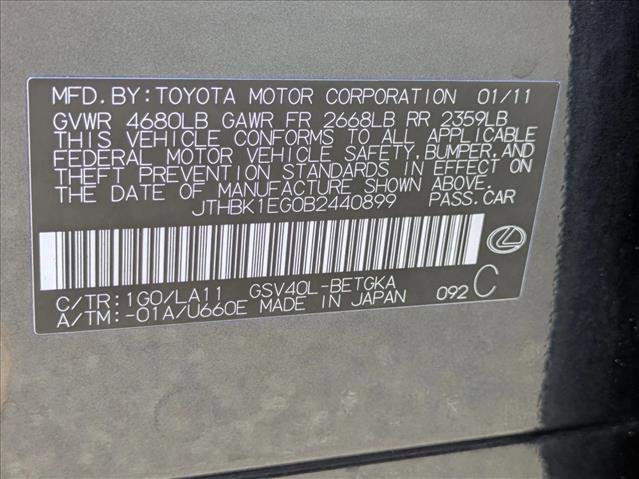 MFD.BY:TOYOTA MOTOR CORPORATION 01/11
GVWR 4680LB GAWR FR 2668LB RR 2359LB
THIS VEHICLE CONFORMS TO ALL APPLICABLE
FEDERAL MOTOR VEHICLE SAFETY,BUMPER,AND
THEFT PREVENTION STANDARDS IN EFFECT ON
THE DATE OF MANUFACTURE SHOWN ABOVE.
JTHBK1EG0B2440899 PASS.CAR
C/TR:1G0/LA11 GSV40L-BETGKA
A/TM:-01A/U660E MADE IN JAPAN 092 C